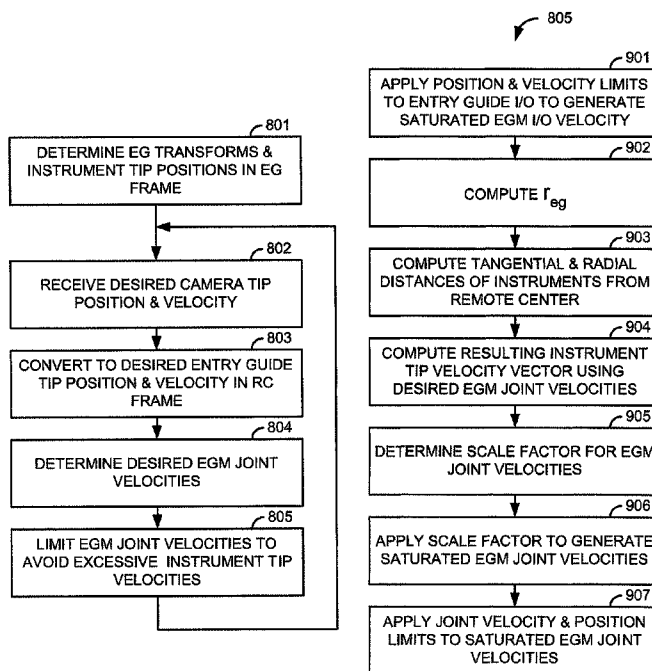 801
DETERMINE EG TRANSFORMS &
INSTRUMENT TIP POSITIONS IN EG
FRAME
802
RECEIVE DESIRED CAMERA TIP
POSITION & VELOCITY
803
CONVERT TO DESIRED ENTRY GUIDE
TIP POSITION & VELOCITY IN RC
FRAME
804
DETERMINE DESIRED EGM JOINT
VELOCITIES
805
LIMIT EGM JOINT VELOCITIES TO
AVOID EXCESSIVE INSTRUMENT TIP
VELOCITIES
805
901
APPLY POSITION & VELOCITY LIMITS
TO ENTRY GUIDE I/O TO GENERATE
SATURATED EGM I/O VELOCITY
902
COMPUTE r_eg
903
COMPUTE TANGENTIAL & RADIAL
DISTANCES OF INSTRUMENTS FROM
REMOTE CENTER
904
COMPUTE RESULTING INSTRUMENT
TIP VELOCITY VECTOR USING
DESIRED EGM JOINT VELOCITIES
905
DETERMINE SCALE FACTOR FOR EGM
JOINT VELOCITIES
906
APPLY SCALE FACTOR TO GENERATE
SATURATED EGM JOINT VELOCITIES
907
APPLY JOINT VELOCITY & POSITION
LIMITS TO SATURATED EGM JOINT
VELOCITIES